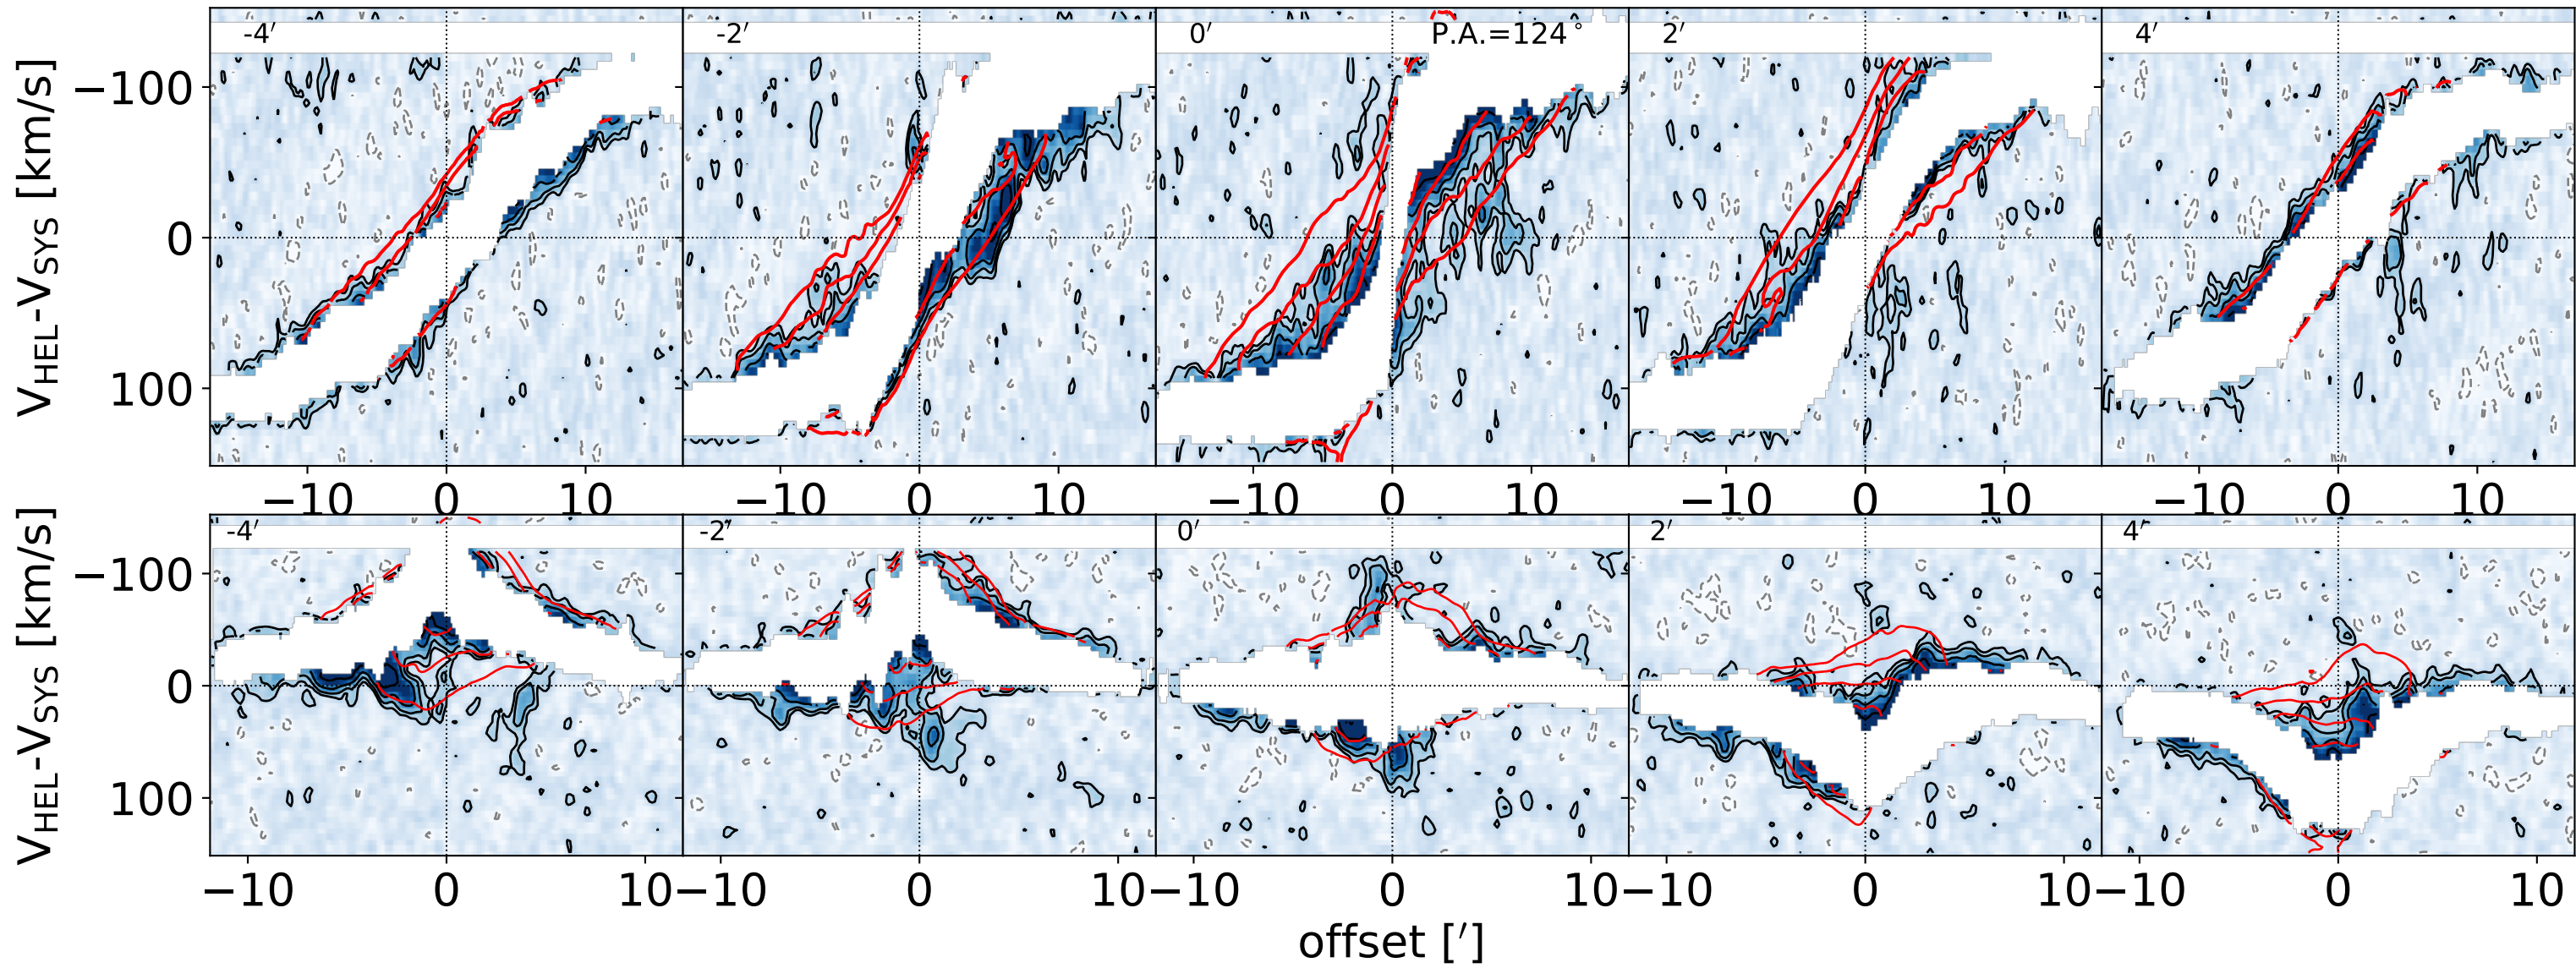 -4′ -2′ 0′ P.A.=124° 2′ 4′
−100
0
100
V_HEL-V_SYS [km/s]
−10 0 10 −10 0 10 −10 0 10 −10 0 10 −10 0 10
-4′ -2′ 0′ 2′ 4′
−100
0
100
V_HEL-V_SYS [km/s]
−10 0 10 −10 0 10 −10 0 10 −10 0 10 −10 0 10
offset [′]